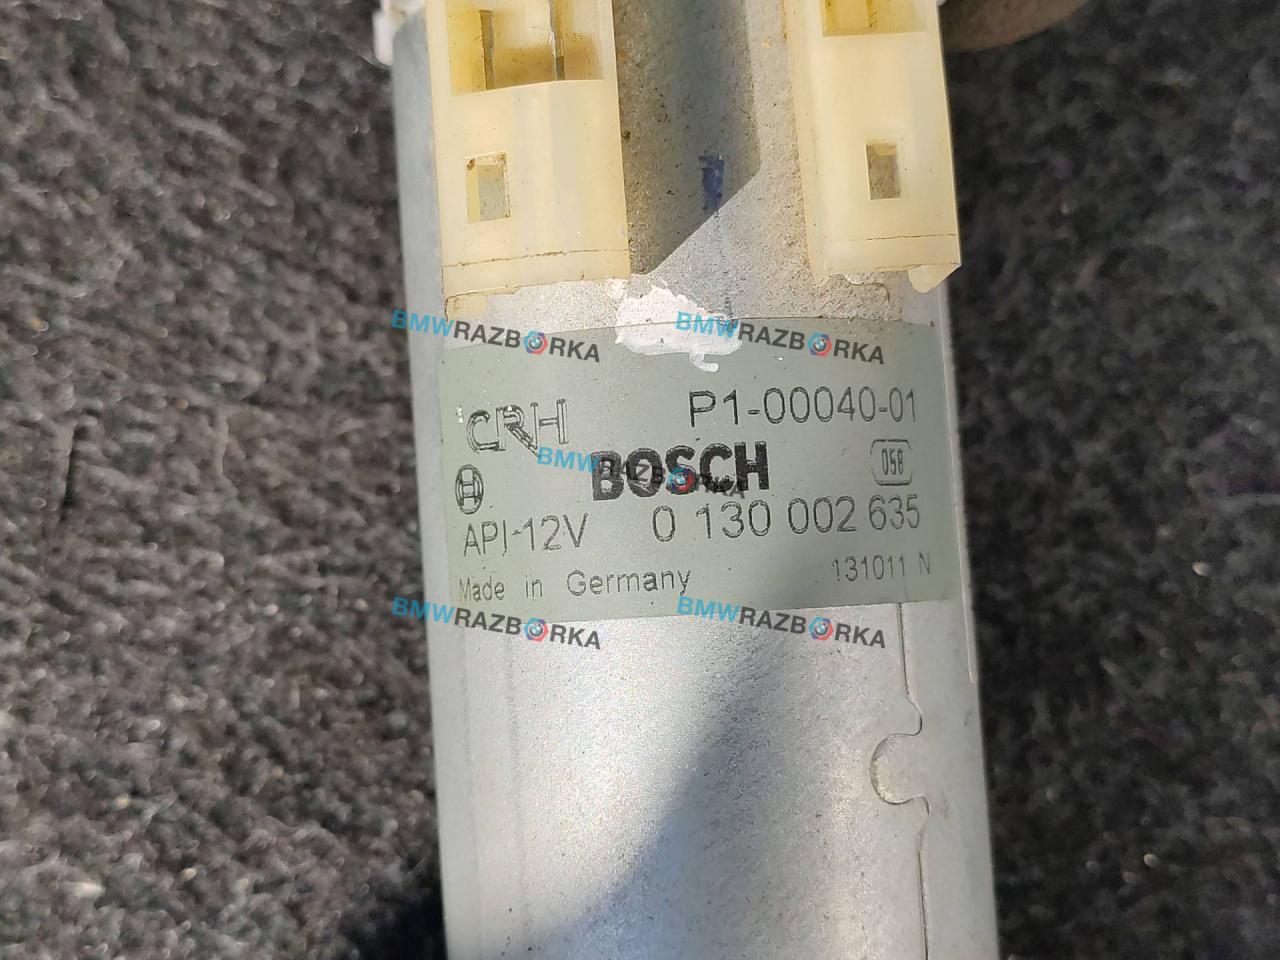 BMWRAZBORKA BMWRAZBORKA
CRH P1-00040-01
BMWRAZBORKA
BOSCH 058
API-12V 0 130 002 635
Made in Germany 131011 N
BMWRAZBORKA BMWRAZBORKA